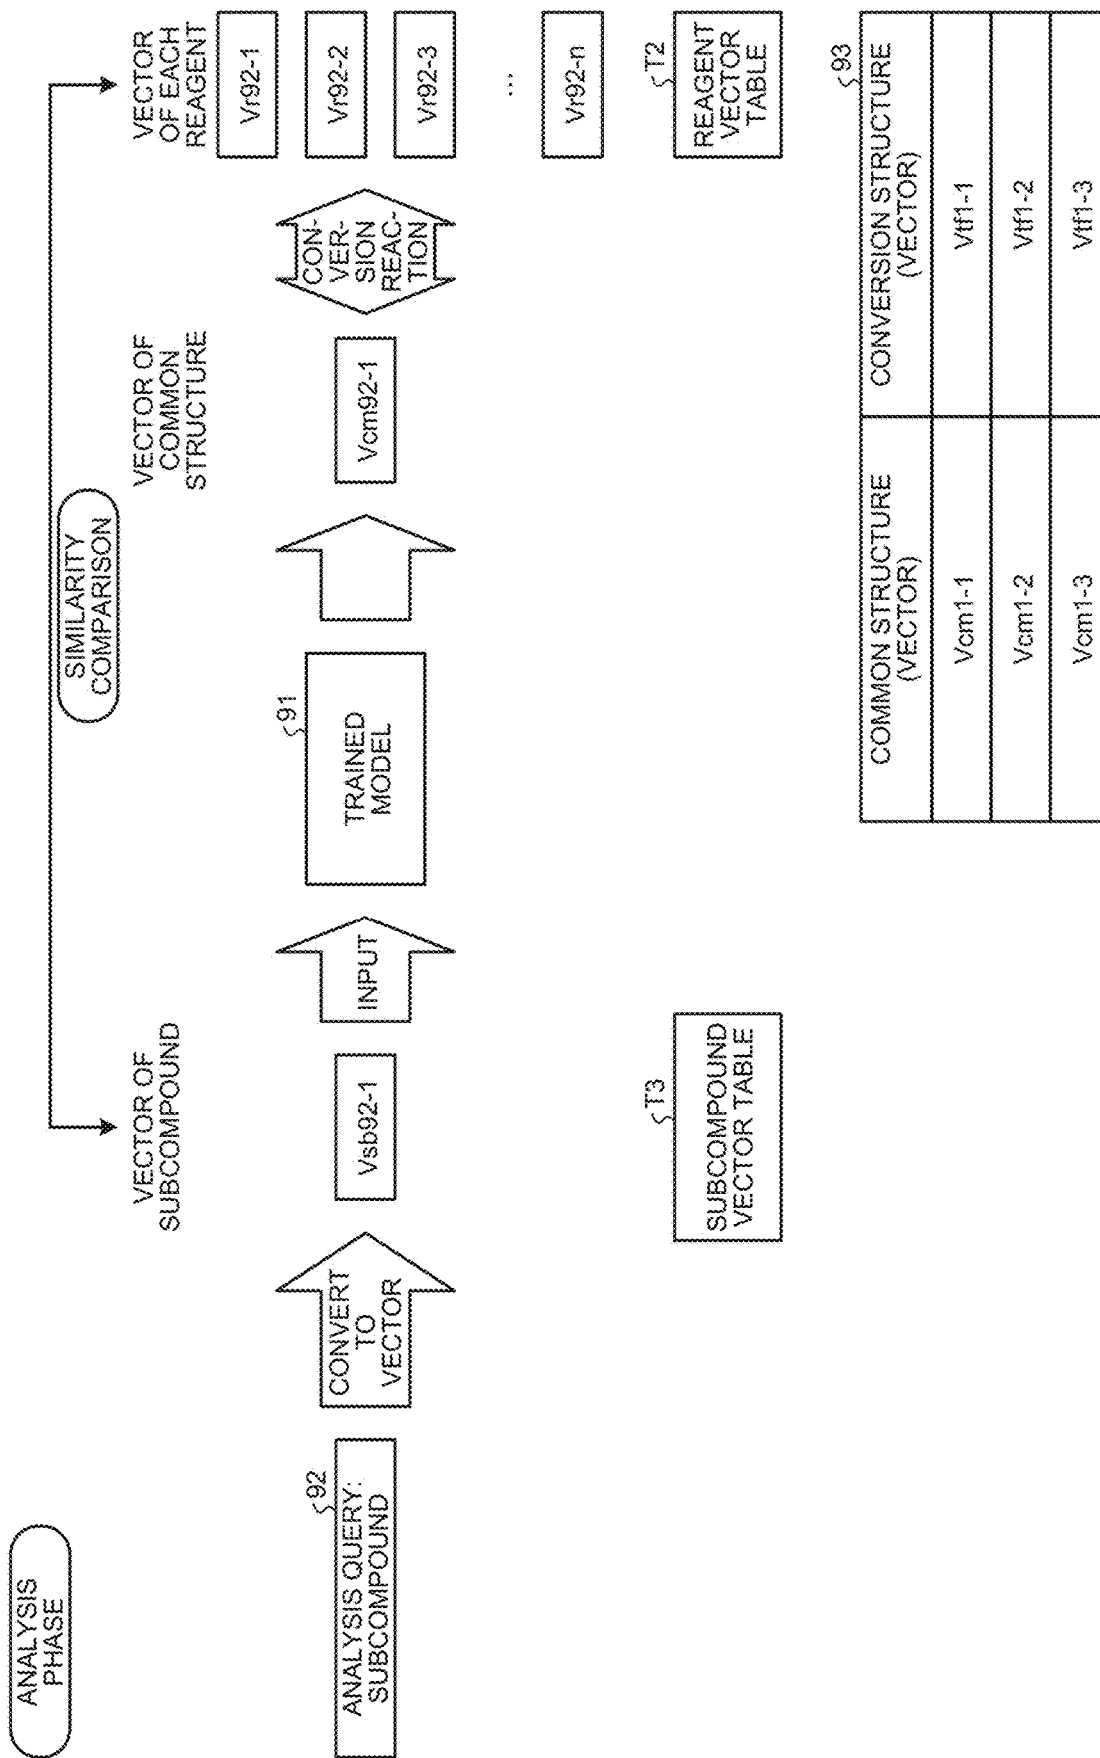 ANALYSIS
PHASE
SIMILARITY
COMPARISON
VECTOR OF
SUBCOMPOUND
VECTOR OF
COMMON
STRUCTURE
VECTOR
OF EACH
REAGENT
92
ANALYSIS QUERY:
SUBCOMPOUND
CONVERT
TO
VECTOR
Vsb92-1
INPUT
91
TRAINED
MODEL
Vcm92-1
CON-
VER-
SION
REAC-
TION
Vr92-1
Vr92-2
Vr92-3
...
Vr92-n
T3
SUBCOMPOUND
VECTOR TABLE
T2
REAGENT
VECTOR
TABLE
93
COMMON STRUCTURE
(VECTOR)
CONVERSION STRUCTURE
(VECTOR)
Vcm1-1
Vtf1-1
Vcm1-2
Vtf1-2
Vcm1-3
Vtf1-3